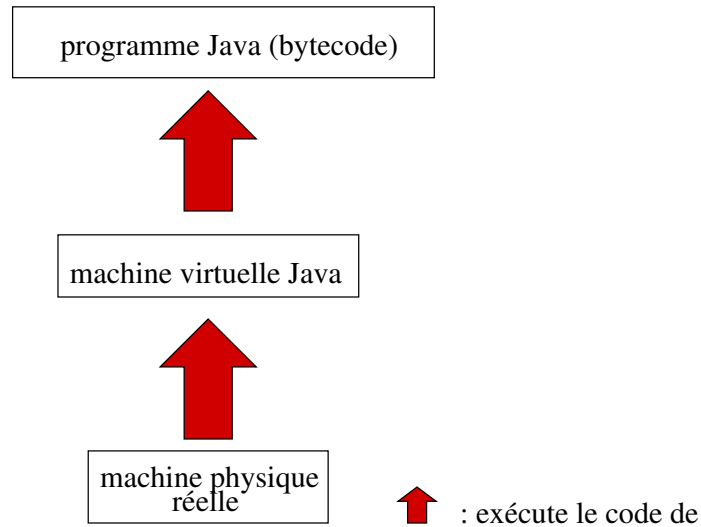 programme Java (bytecode)
machine virtuelle Java
machine physique
réelle
: exécute le code de